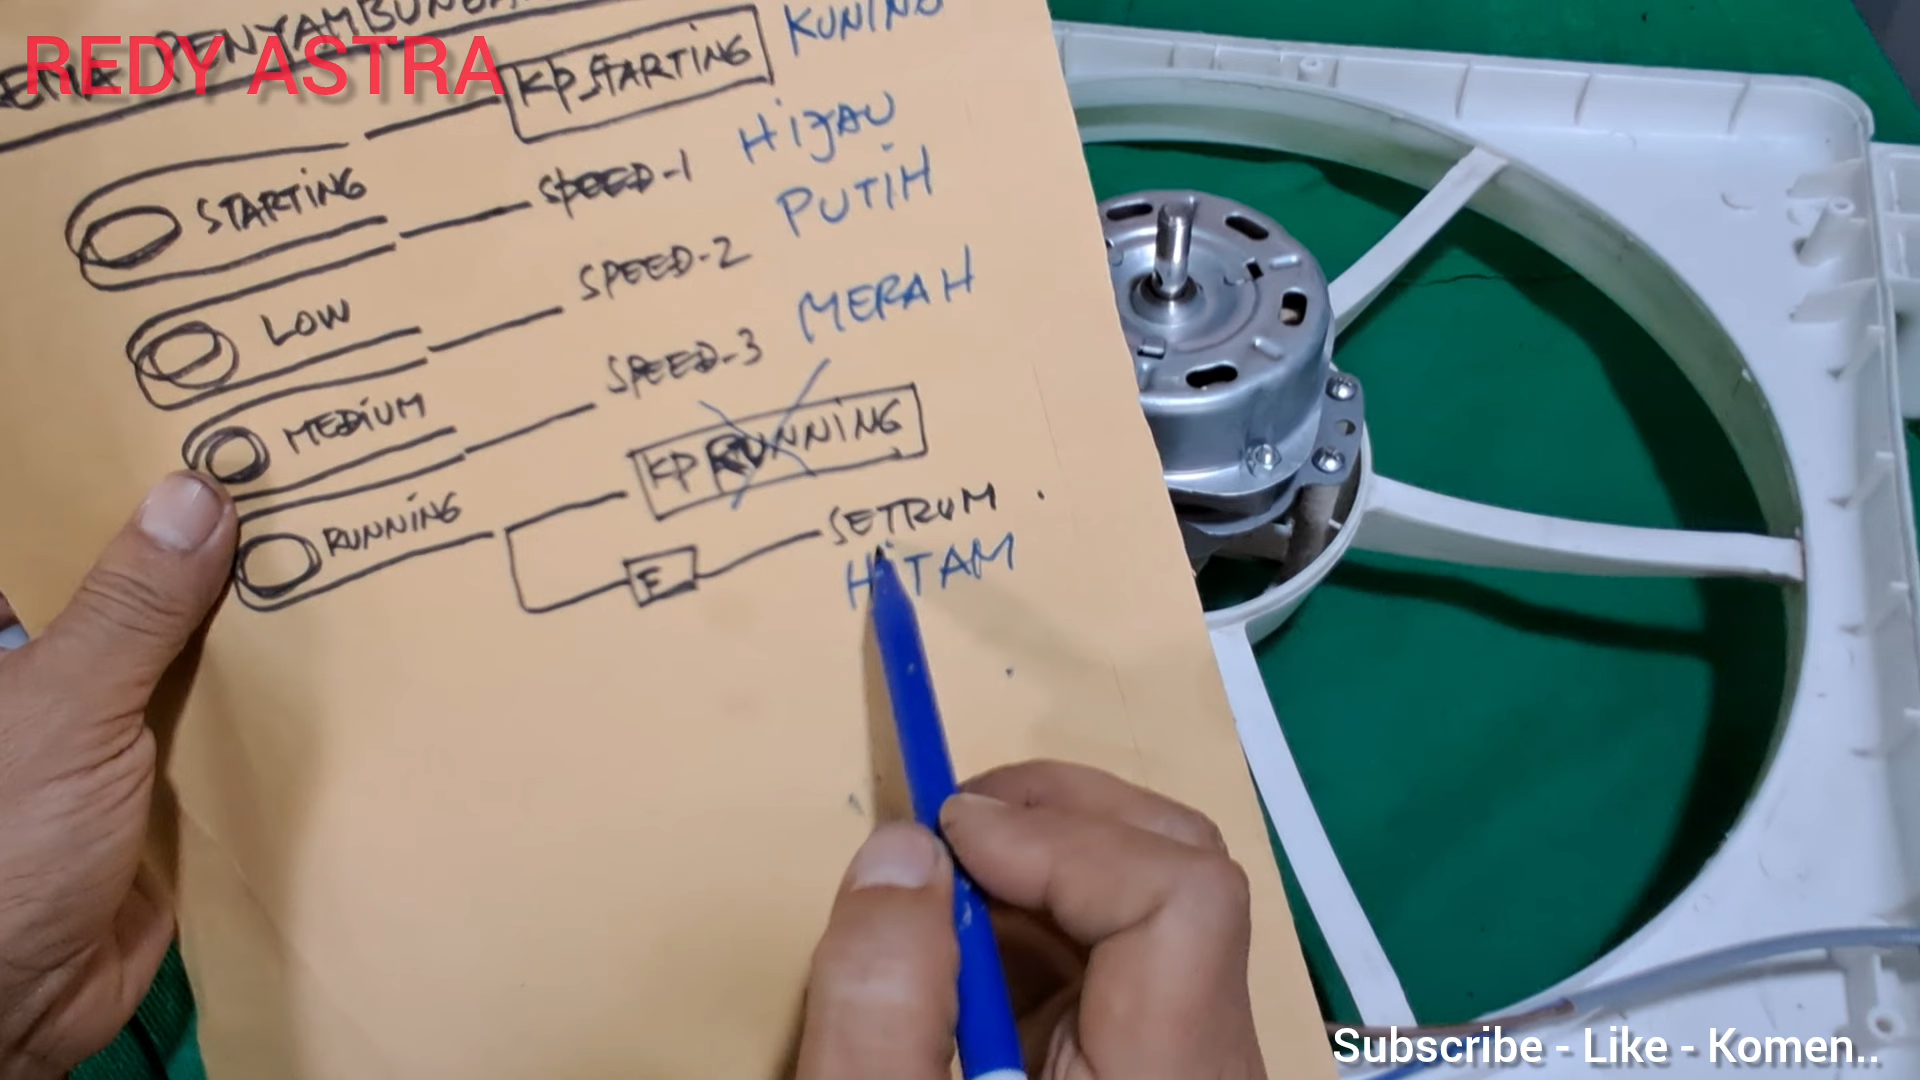 REDY ASTRA
KP STARTING KUNING
STARTING SPEED-1 HIJAU
PUTIH
LOW SPEED-2
MERAH
MEDIUM SPEED-3
KP RUNNING
RUNNING SETRUM
F HITAM
Subscribe - Like - Komen..